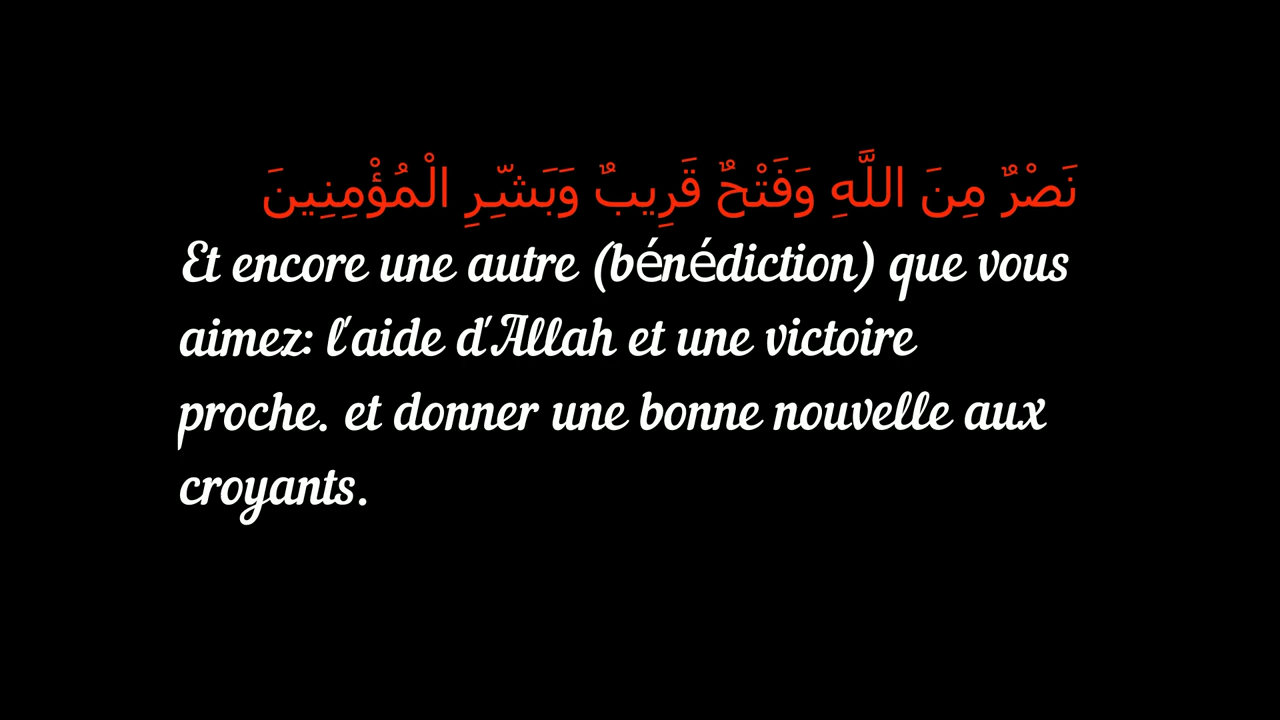 نَصْرٌ مِنَ اللَّهِ وَفَتْحٌ قَرِيبٌ وَبَشِّـرِ الْمُؤْمِنِينَ
Et encore une autre (bénédiction) que vous
aimez: l'aide d'Allah et une victoire
proche. et donner une bonne nouvelle aux
croyants.